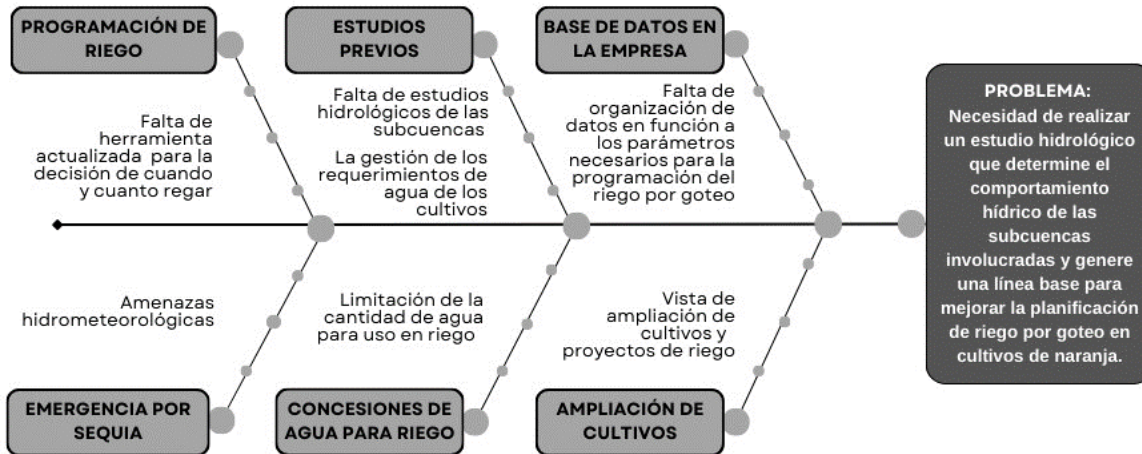 PROGRAMACIÓN DE
RIEGO
ESTUDIOS
PREVIOS
BASE DE DATOS EN
LA EMPRESA
Falta de
herramienta
actualizada para la
decisión de cuando
y cuanto regar
Falta de estudios
hidrológicos de las
subcuencas
La gestión de los
requerimientos de
agua de los
cultivos
Falta de
organización de
datos en función a
los parámetros
necesarios para la
programación del
riego por goteo
PROBLEMA:
Necesidad de realizar
un estudio hidrológico
que determine el
comportamiento
hídrico de las
subcuencas
involucradas y genere
una línea base para
mejorar la planificación
de riego por goteo en
cultivos de naranja.
Amenazas
hidrometeorológicas
Limitación de la
cantidad de agua
para uso en riego
Vista de
ampliación de
cultivos y
proyectos de riego
EMERGENCIA POR
SEQUIA
CONCESIONES DE
AGUA PARA RIEGO
AMPLIACIÓN DE
CULTIVOS